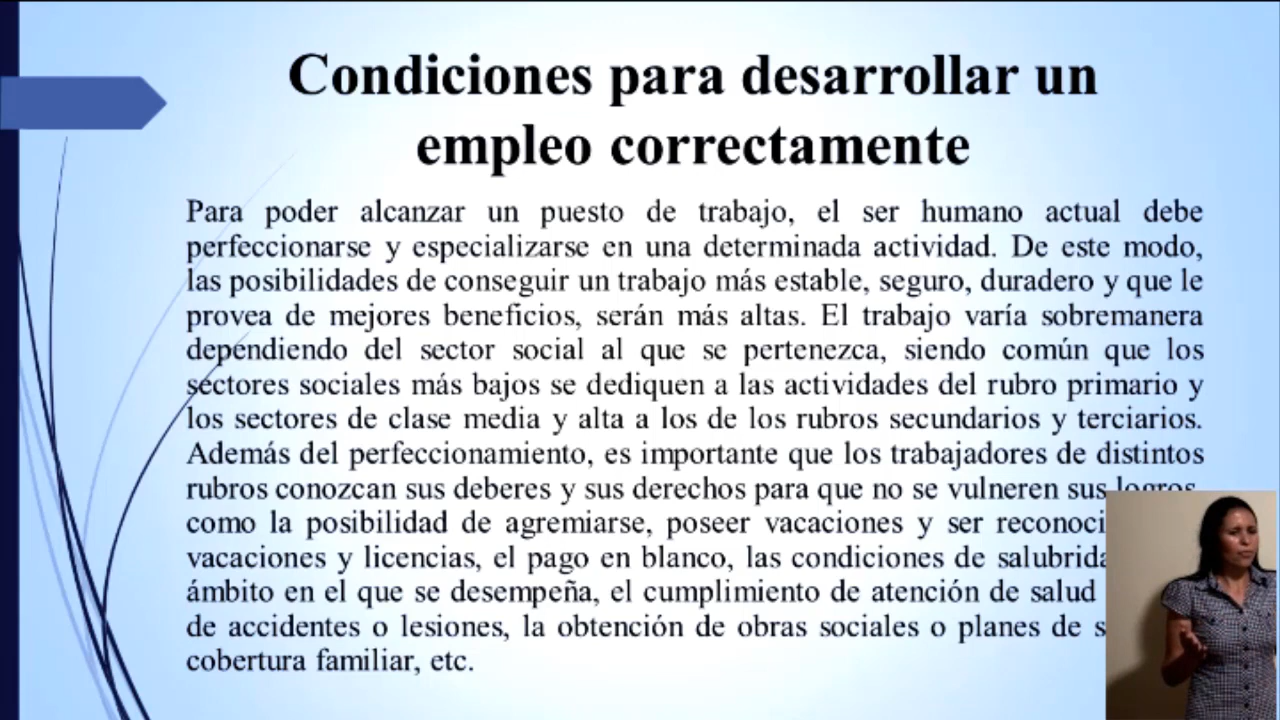 Condiciones para desarrollar un
empleo correctamente
Para poder alcanzar un puesto de trabajo, el ser humano actual debe
perfeccionarse y especializarse en una determinada actividad. De este modo,
las posibilidades de conseguir un trabajo más estable, seguro, duradero y que le
provea de mejores beneficios, serán más altas. El trabajo varía sobremanera
dependiendo del sector social al que se pertenezca, siendo común que los
sectores sociales más bajos se dediquen a las actividades del rubro primario y
los sectores de clase media y alta a los de los rubros secundarios y terciarios.
Además del perfeccionamiento, es importante que los trabajadores de distintos
rubros conozcan sus deberes y sus derechos para que no se vulneren sus logros
como la posibilidad de agremiarse, poseer vacaciones y ser
vacaciones y licencias, el pago en blanco, las condiciones de
ámbito en el que se desempeña, el cumplimiento de atención de salud
de accidentes o lesiones, la obtención de obras sociales o planes de
cobertura familiar, etc.